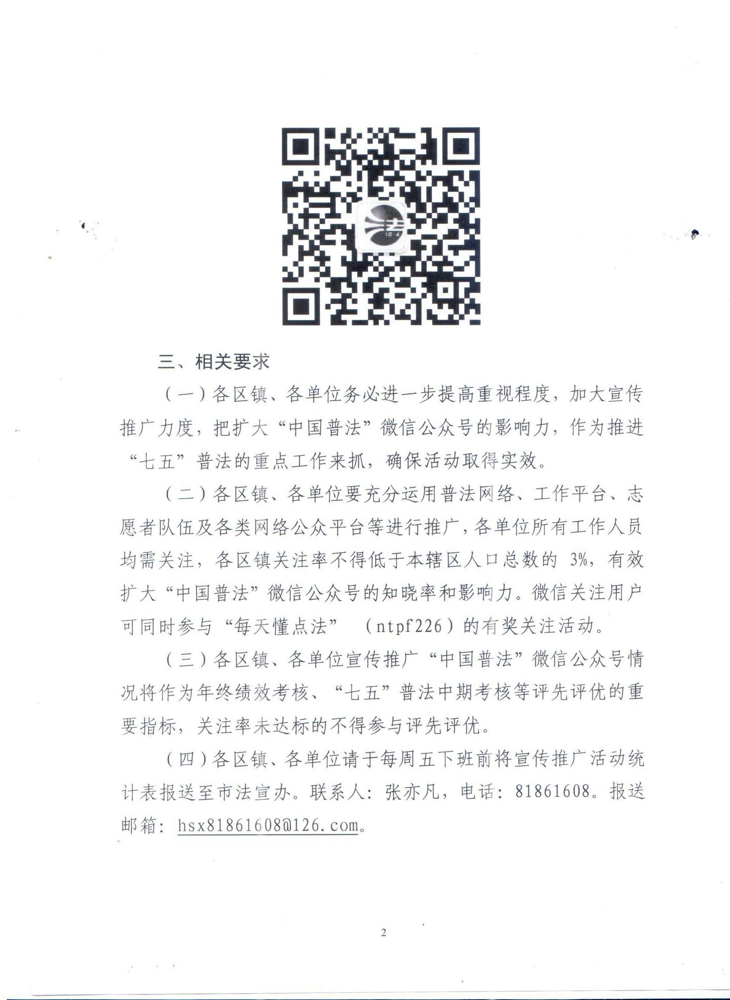 法
12·4
三、相关要求
（一）各区镇、各单位务必进一步提高重视程度，加大宣传
推广力度，把扩大“中国普法”微信公众号的影响力，作为推进
“七五”普法的重点工作来抓，确保活动取得实效。
（二）各区镇、各单位要充分运用普法网络、工作平台、志
愿者队伍及各类网络公众平台等进行推广，各单位所有工作人员
均需关注，各区镇关注率不得低于本辖区人口总数的 3%，有效
扩大“中国普法”微信公众号的知晓率和影响力。微信关注用户
可同时参与“每天懂点法” （ntpf226）的有奖关注活动。
（三）各区镇、各单位宣传推广“中国普法”微信公众号情
况将作为年终绩效考核、“七五”普法中期考核等评先评优的重
要指标，关注率未达标的不得参与评先评优。
（四）各区镇、各单位请于每周五下班前将宣传推广活动统
计表报送至市法宣办。联系人：张亦凡，电话：81861608。报送
邮箱：hsx81861608@126.com。
2